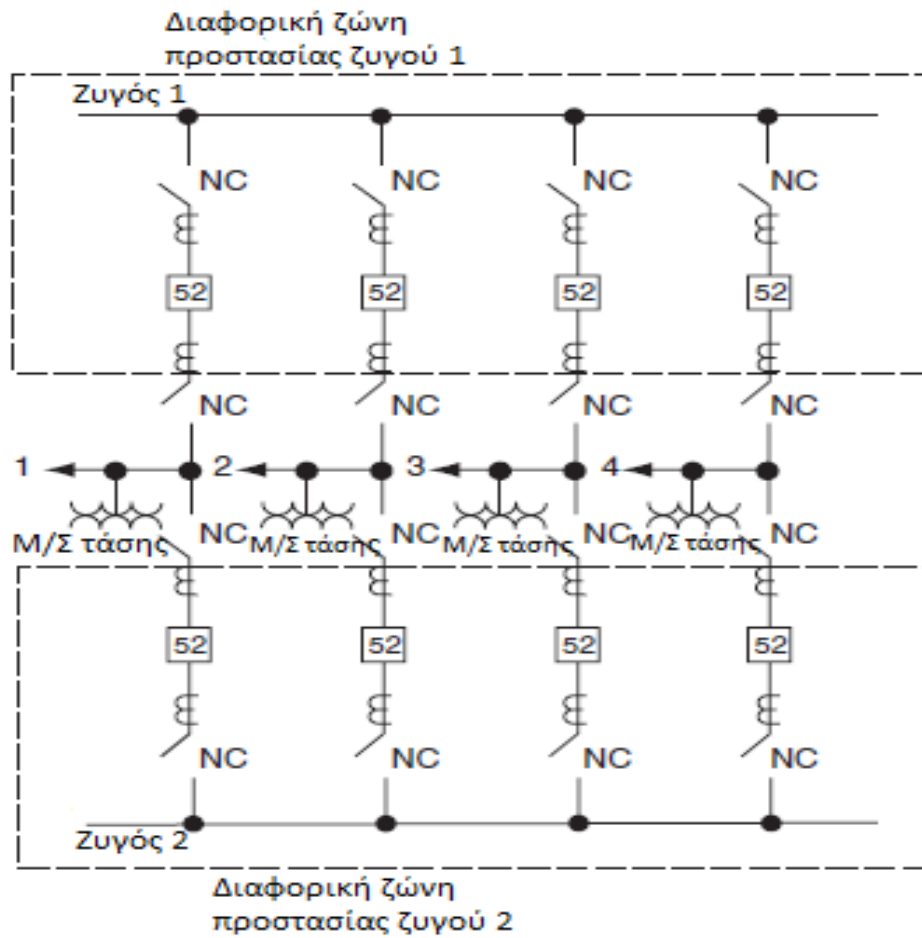 Διαφορική ζώνη
προστασίας ζυγού 1
Ζυγός 1
NC NC NC NC
52 52 52 52
NC NC NC NC
1 2 3 4
NC NC NC NC
Μ/Σ τάσης Μ/Σ τάσης Μ/Σ τάσης Μ/Σ τάσης
52 52 52 52
NC NC NC NC
Ζυγός 2
Διαφορική ζώνη
προστασίας ζυγού 2